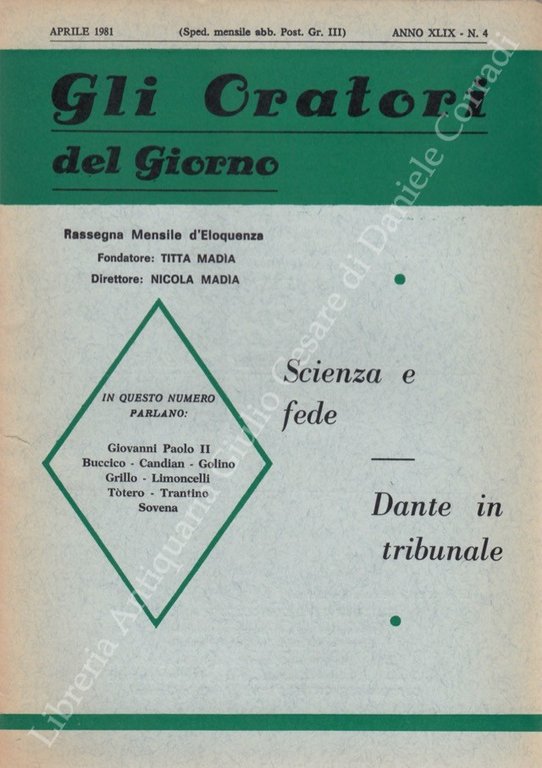 APRILE 1981 (Sped. mensile abb. Post. Gr. III) ANNO XLIX - N. 4
Gli Oratori
del Giorno
Rassegna Mensile d'Eloquenza
Fondatore: TITTA MADIA
Direttore: NICOLA MADIA
IN QUESTO NUMERO
PARLANO:
Giovanni Paolo II
Buccico - Candian - Golino
Grillo - Limoncelli
Tòtero - Trantino
Sovena
Scienza e
fede
Dante in
tribunale
Libreria Antiquaria Giulio Cesare di Daniele Corradi